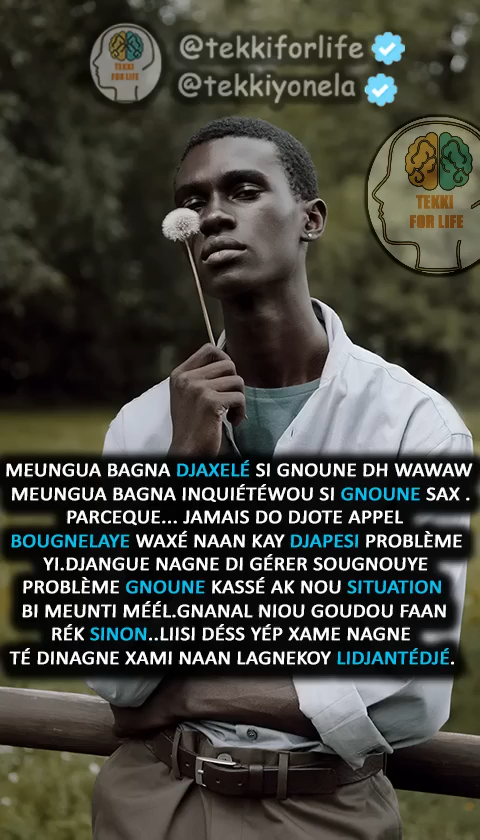 TEKKI
FOR LIFE
@tekkiforlife
@tekkiyonela
TEKKI
FOR LIFE
MEUNGUA BAGNA DJAXELÉ SI GNOUNE DH WAWAW
MEUNGUA BAGNA INQUIÉTÉWOU SI GNOUNE SAX .
PARCEQUE... JAMAIS DO DJOTE APPEL
BOUGNELAYE WAXÉ NAAN KAY DJAPESI PROBLÈME
YI.DJANGUE NAGNE DI GÉRER SOUGNOUYE
PROBLÈME GNOUNE KASSÉ AK NOU SITUATION
BI MEUNTI MÉÉL.GNANAL NIOU GOUDOU FAAN
RÉK SINON..LIISI DÉSS YÉP XAME NAGNE
TÉ DINAGNE XAMI NAAN LAGNEKOY LIDJANTÉDJÉ.